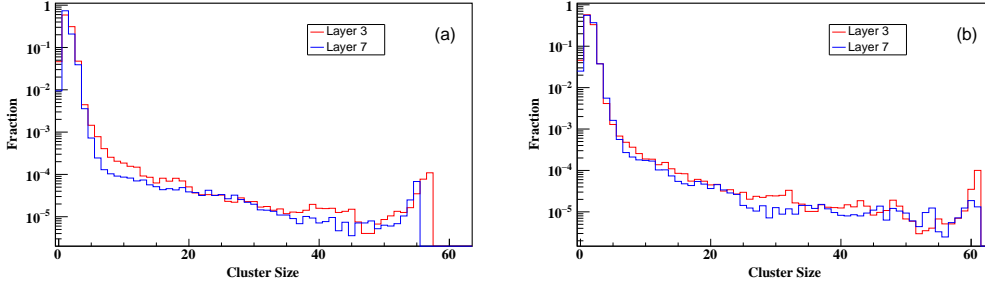 1
10⁻¹
10⁻²
10⁻³
10⁻⁴
10⁻⁵
Fraction
Layer 3
Layer 7
(a)
0
20
40
60
Cluster Size
1
10⁻¹
10⁻²
10⁻³
10⁻⁴
10⁻⁵
Fraction
Layer 3
Layer 7
(b)
0
20
40
60
Cluster Size